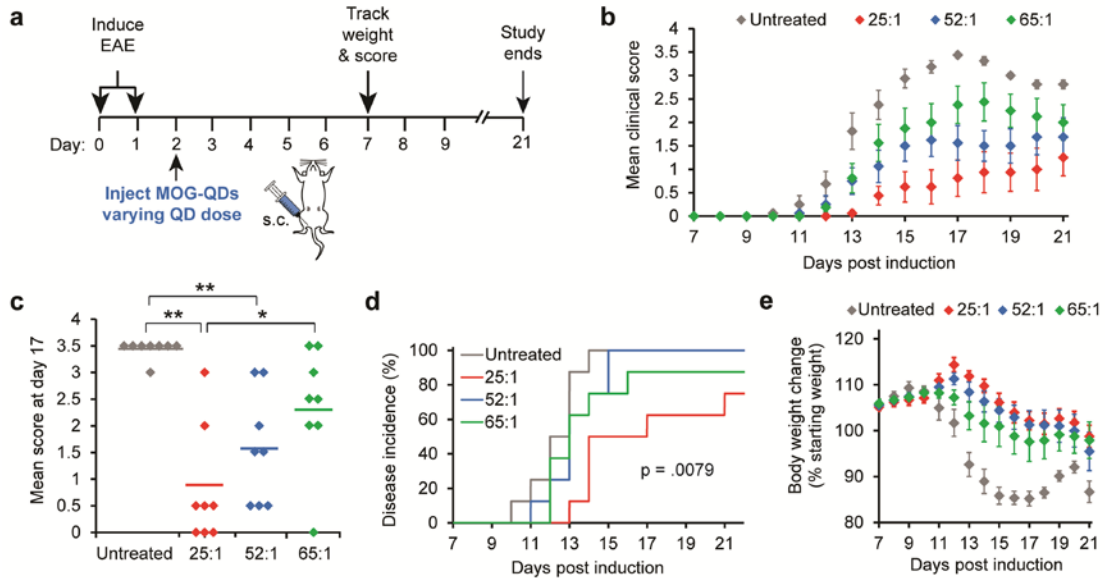 a
Induce
EAE
Track
weight
& score
Study
ends
Day: 0 1 2 3 4 5 6 7 8 9 21
Inject MOG-QDs
varying QD dose
s.c.
b
Untreated 25:1 52:1 65:1
Mean clinical score
4
3.5
3
2.5
2
1.5
1
0.5
0
7 9 11 13 15 17 19 21
Days post induction
c
**
** *
Mean score at day 17
4
3.5
3
2.5
2
1.5
1
0.5
0
Untreated 25:1 52:1 65:1
d
Disease incidence (%)
100
80
60
40
20
0
Untreated
25:1
52:1
65:1
p = .0079
7 9 11 13 15 17 19 21
Days post induction
e
Untreated 25:1 52:1 65:1
Body weight change
(% starting weight)
120
110
100
90
80
7 9 11 13 15 17 19 21
Days post induction